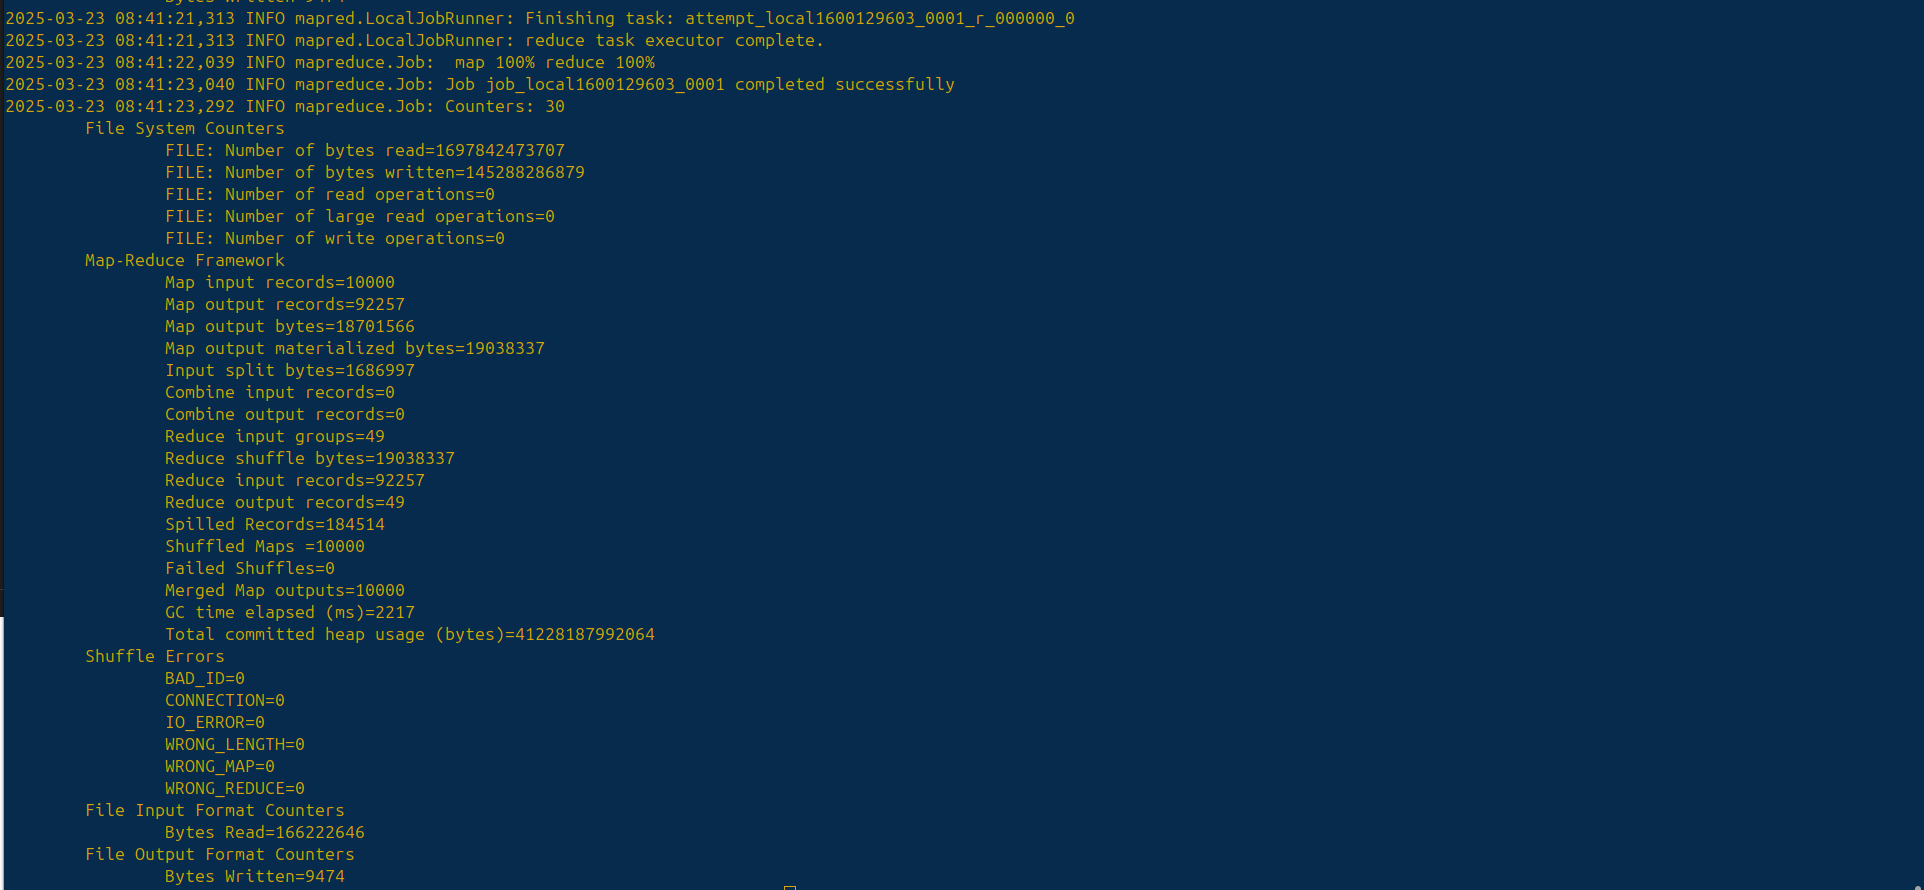 Bytes Written=9474
2025-03-23 08:41:21,313 INFO mapred.LocalJobRunner: Finishing task: attempt_local1600129603_0001_r_000000_0
2025-03-23 08:41:21,313 INFO mapred.LocalJobRunner: reduce task executor complete.
2025-03-23 08:41:22,039 INFO mapreduce.Job:  map 100% reduce 100%
2025-03-23 08:41:23,040 INFO mapreduce.Job: Job job_local1600129603_0001 completed successfully
2025-03-23 08:41:23,292 INFO mapreduce.Job: Counters: 30
File System Counters
FILE: Number of bytes read=1697842473707
FILE: Number of bytes written=145288286879
FILE: Number of read operations=0
FILE: Number of large read operations=0
FILE: Number of write operations=0
Map-Reduce Framework
Map input records=10000
Map output records=92257
Map output bytes=18701566
Map output materialized bytes=19038337
Input split bytes=1686997
Combine input records=0
Combine output records=0
Reduce input groups=49
Reduce shuffle bytes=19038337
Reduce input records=92257
Reduce output records=49
Spilled Records=184514
Shuffled Maps =10000
Failed Shuffles=0
Merged Map outputs=10000
GC time elapsed (ms)=2217
Total committed heap usage (bytes)=41228187992064
Shuffle Errors
BAD_ID=0
CONNECTION=0
IO_ERROR=0
WRONG_LENGTH=0
WRONG_MAP=0
WRONG_REDUCE=0
File Input Format Counters
Bytes Read=166222646
File Output Format Counters
Bytes Written=9474